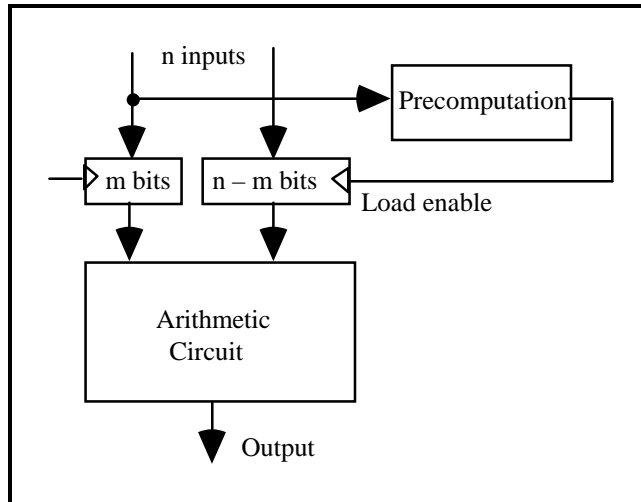 n inputs
Precomputation
m bits
n – m bits
Load enable
Arithmetic
Circuit
Output